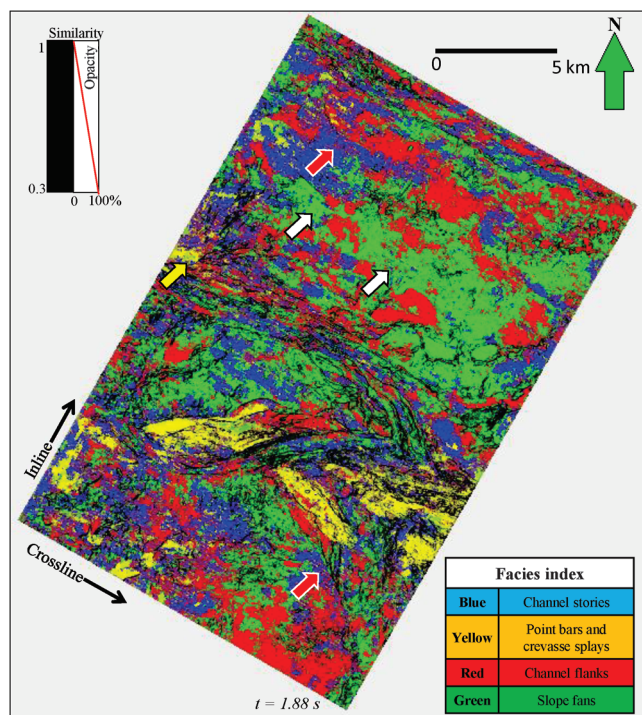 Similarity
1
Opacity
0.3
0 100%
N
0 5 km
Inline
Crossline
t = 1.88 s
Facies index
Blue Channel stories
Yellow Point bars and
crevasse splays
Red Channel flanks
Green Slope fans